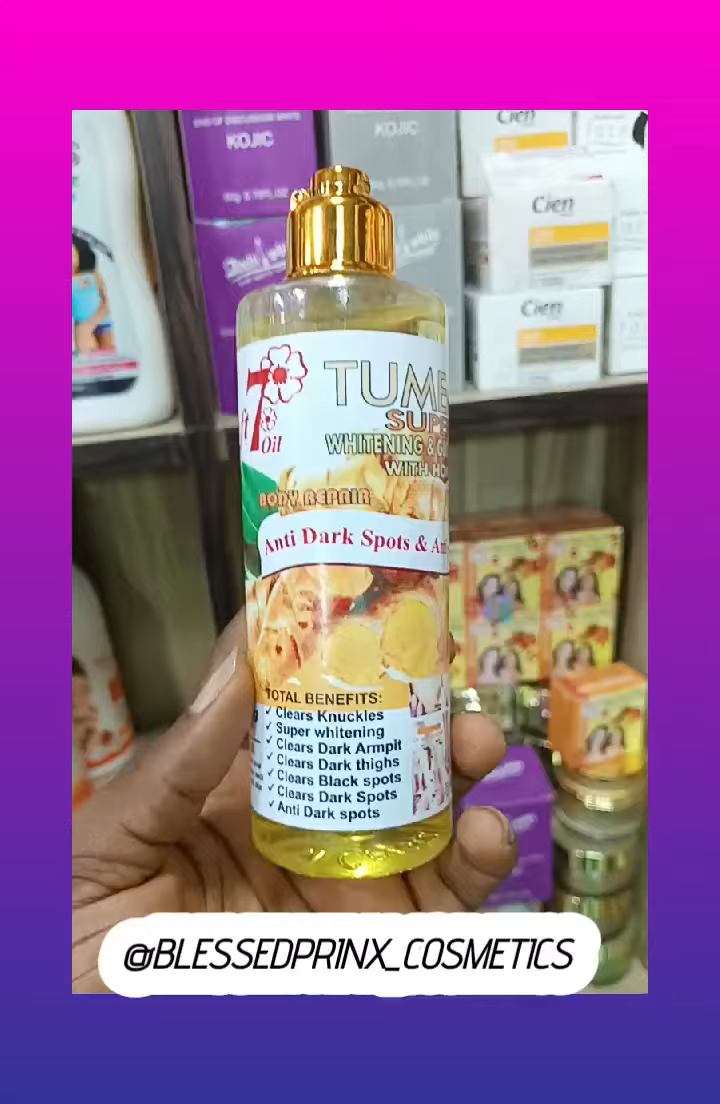 KOJIC
KOJIC
Cien
Cien
Cien
7
Oil
TUME
SUPE
WHITENING & G
WITH HO
BODY REPAIR
Anti Dark Spots & An
TOTAL BENEFITS:
✓ Clears Knuckles
✓ Super whitening
✓ Clears Dark Armpit
✓ Clears Dark thighs
✓ Clears Black spots
✓ Clears Dark Spots
✓ Anti Dark spots
@BLESSEDPRINX_COSMETICS